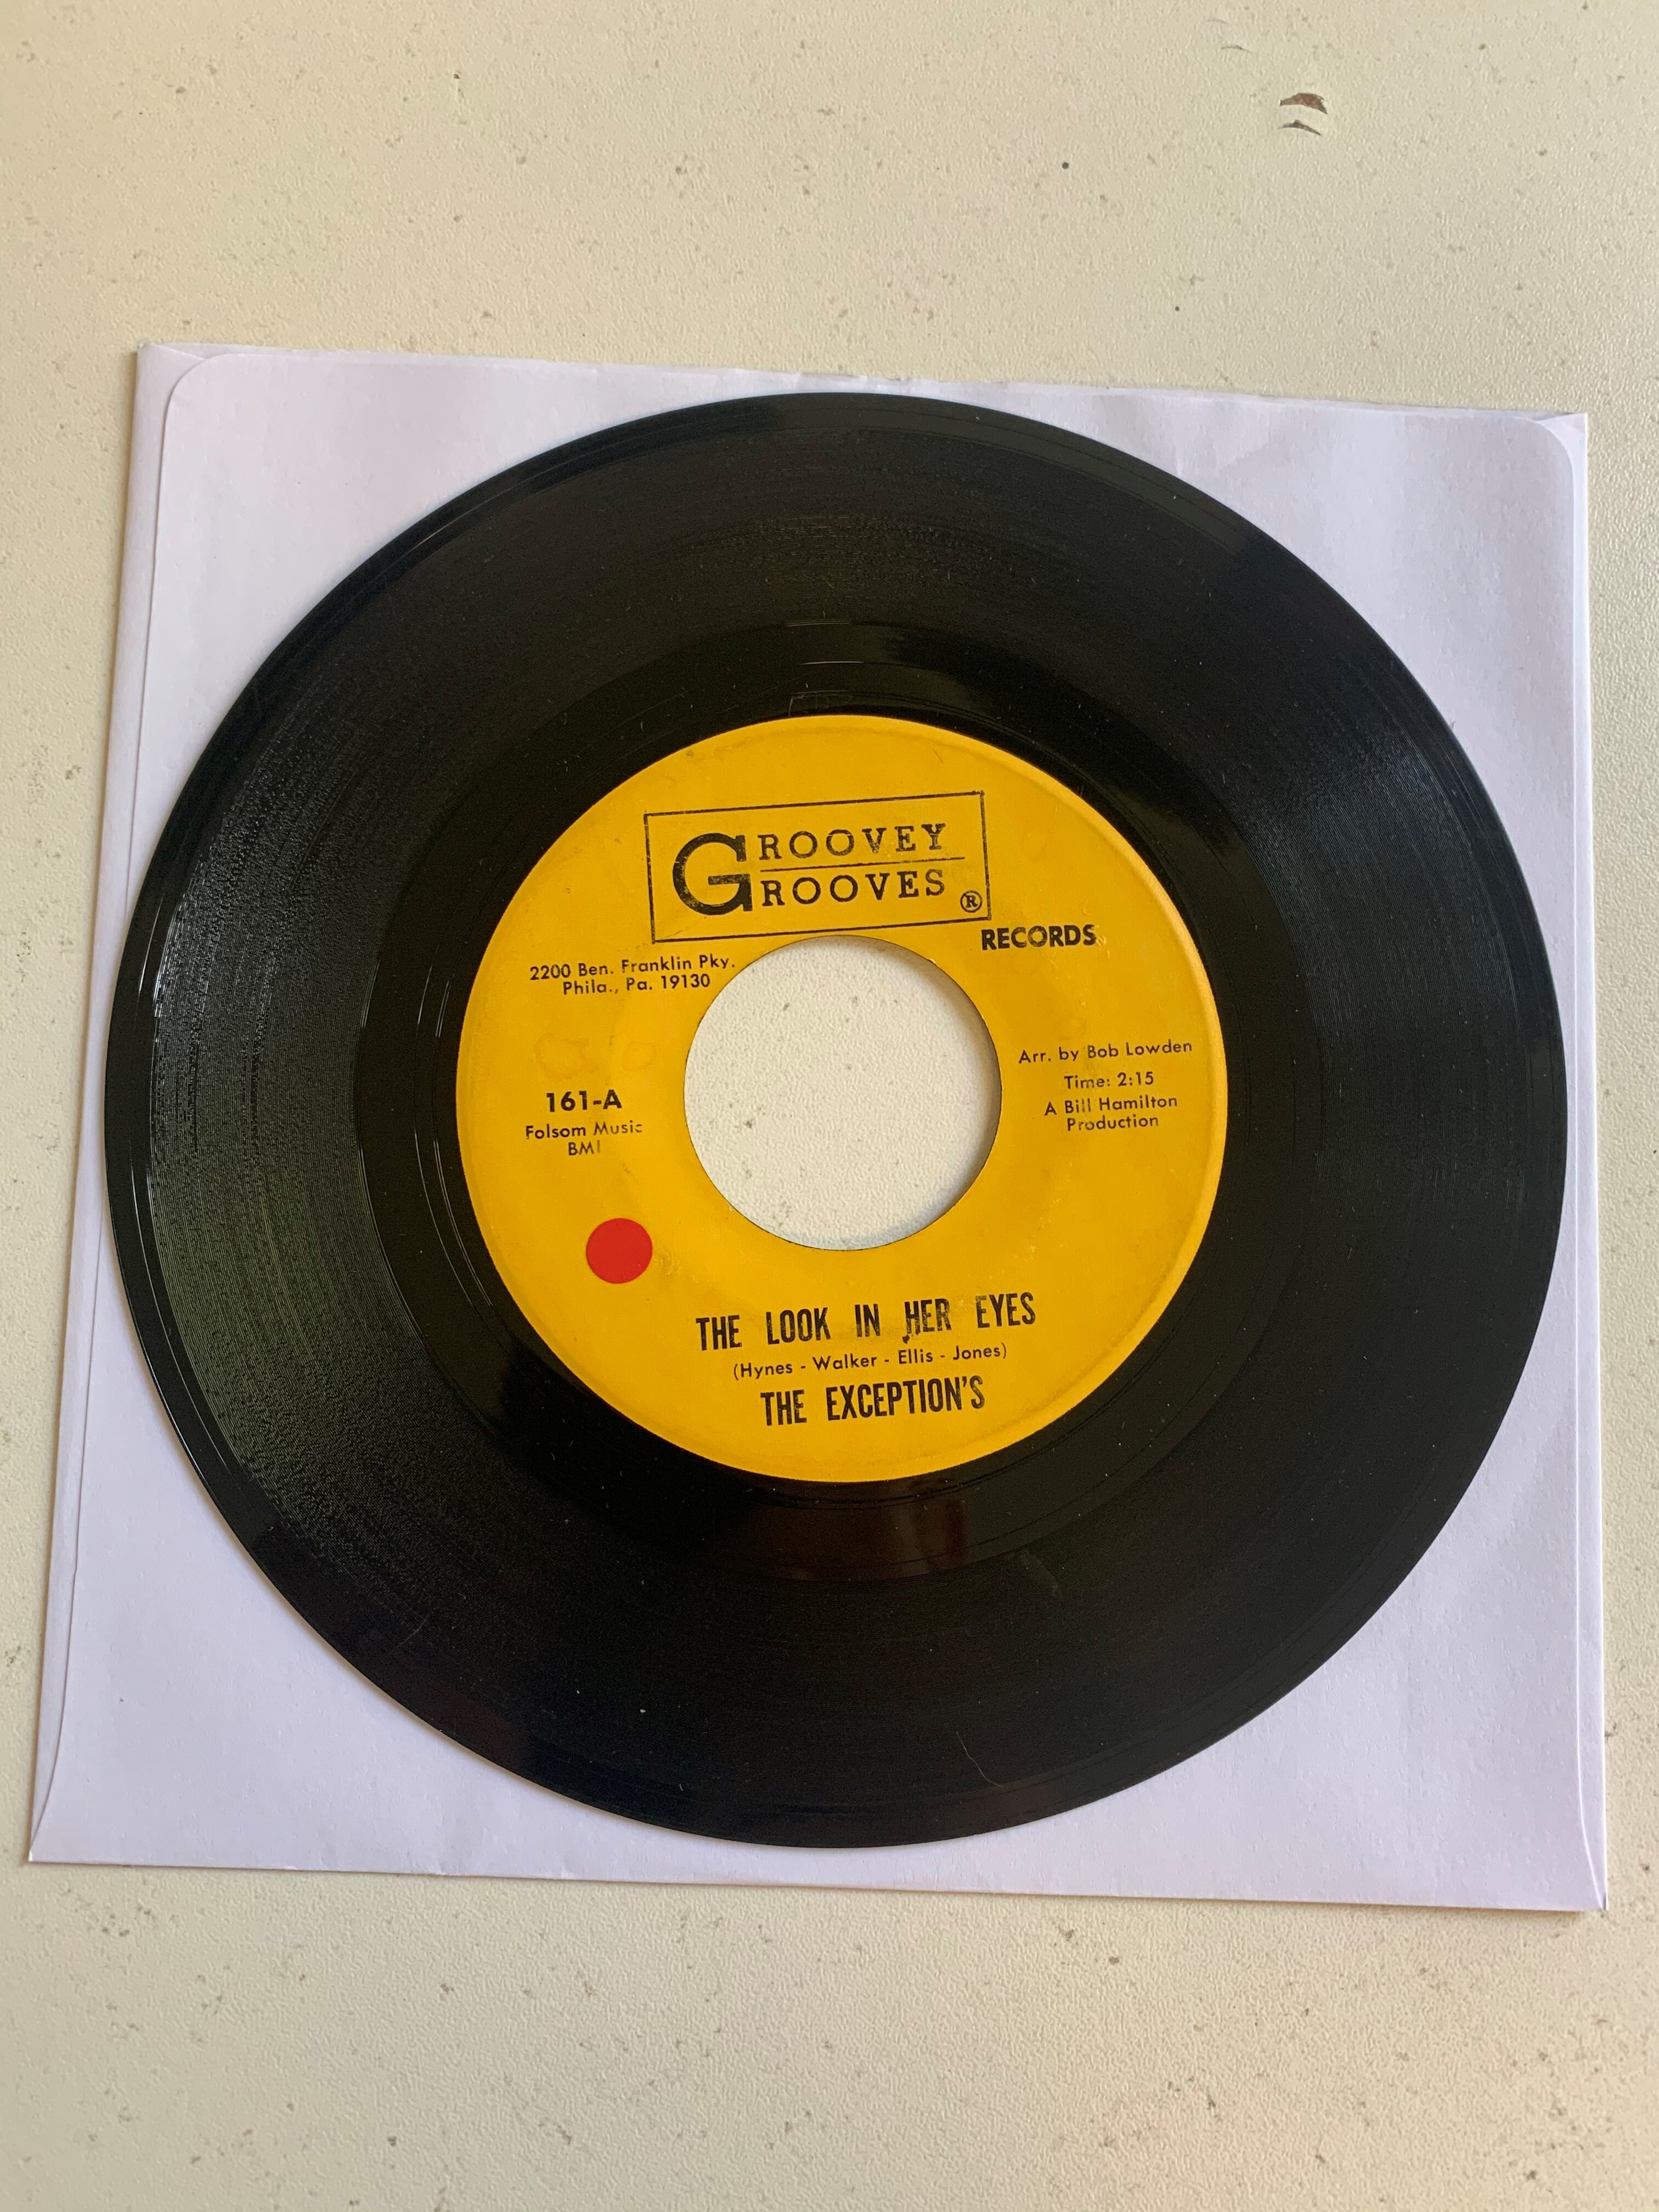 GROOVEY
GROOVES ®
RECORDS
2200 Ben. Franklin Pky.
Phila., Pa. 19130
161-A
Folsom Music
BMI
Arr. by Bob Lowden
Time: 2:15
A Bill Hamilton
Production
THE LOOK IN HER EYES
(Hynes - Walker - Ellis - Jones)
THE EXCEPTION'S